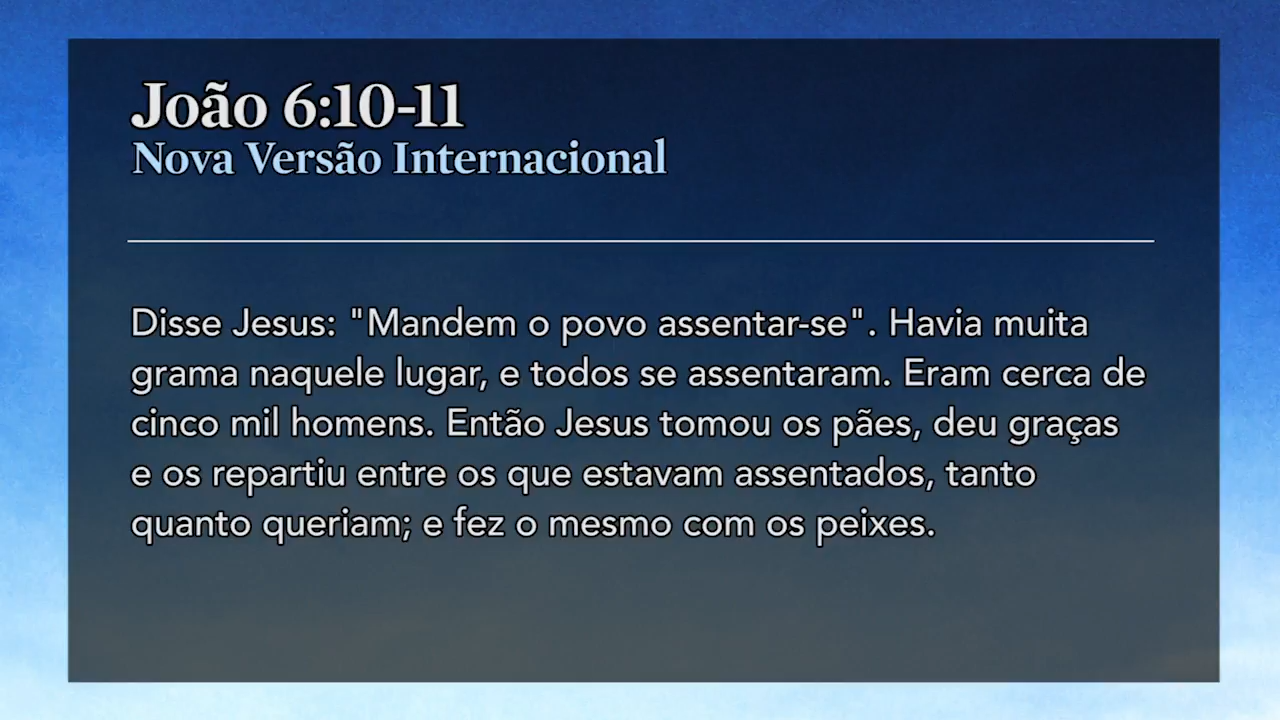 João 6:10-11
Nova Versão Internacional
Disse Jesus: "Mandem o povo assentar-se". Havia muita
grama naquele lugar, e todos se assentaram. Eram cerca de
cinco mil homens. Então Jesus tomou os pães, deu graças
e os repartiu entre os que estavam assentados, tanto
quanto queriam; e fez o mesmo com os peixes.